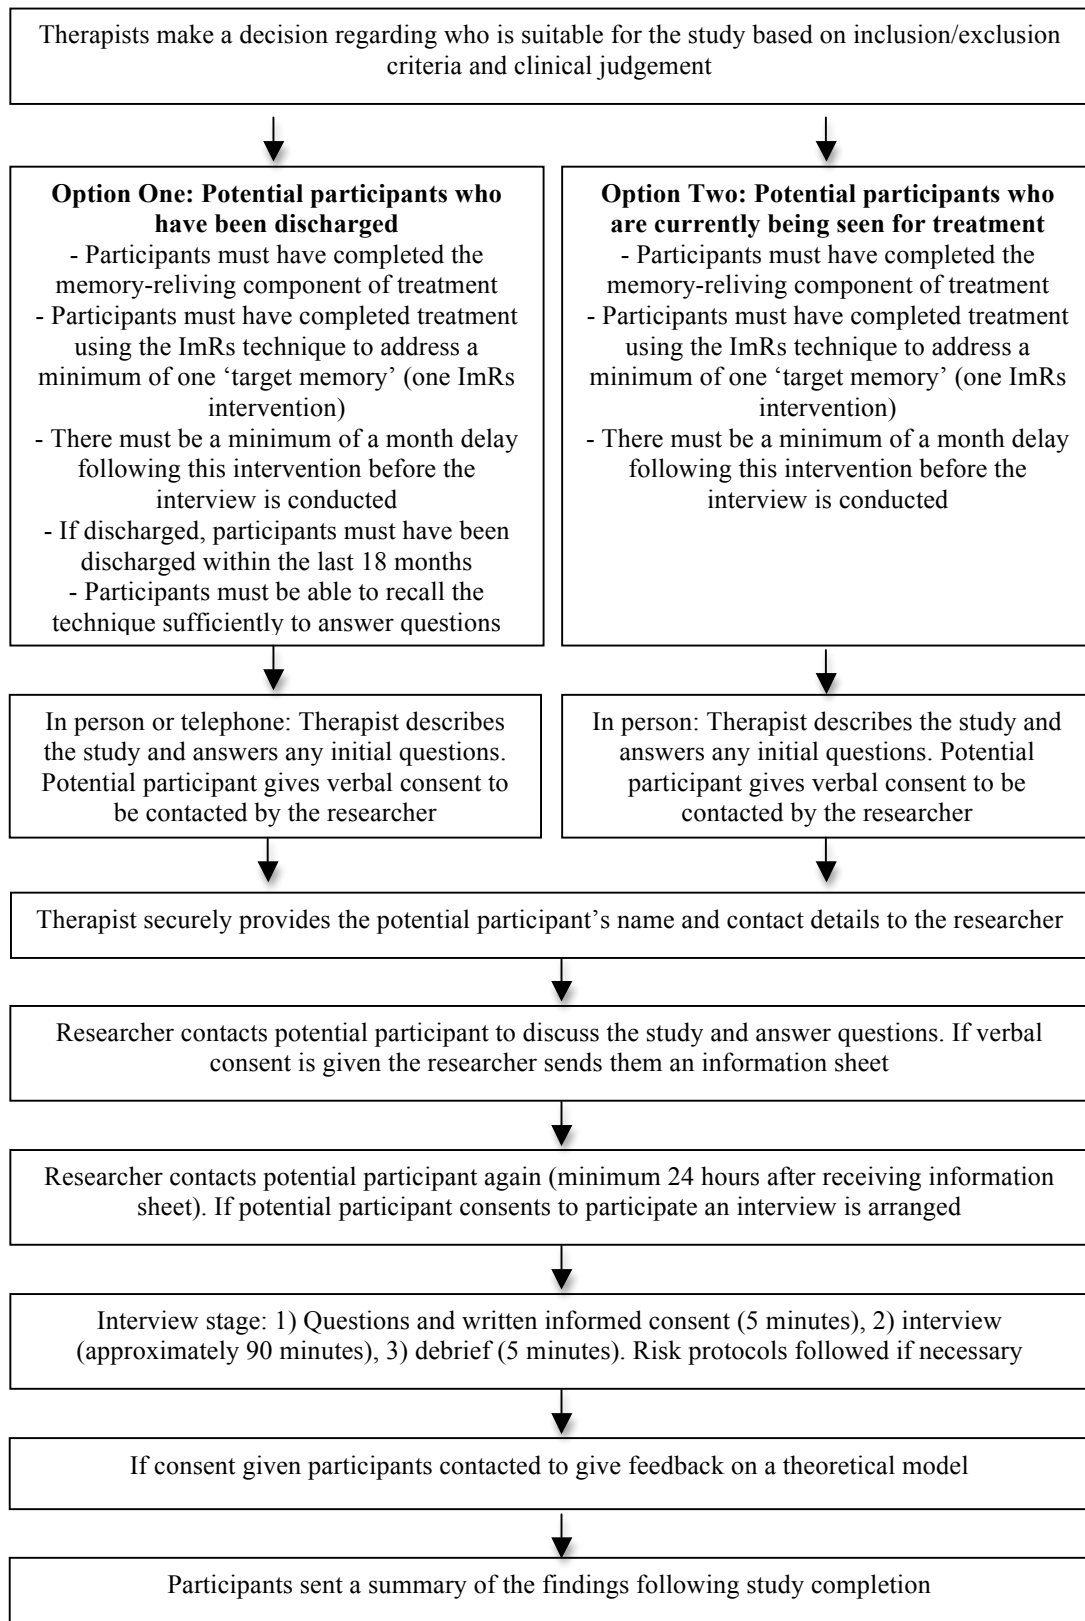 Therapists make a decision regarding who is suitable for the study based on inclusion/exclusion
criteria and clinical judgement
Option One: Potential participants who
have been discharged
- Participants must have completed the
memory-reliving component of treatment
- Participants must have completed treatment
using the ImRs technique to address a
minimum of one ‘target memory’ (one ImRs
intervention)
- There must be a minimum of a month delay
following this intervention before the
interview is conducted
- If discharged, participants must have been
discharged within the last 18 months
- Participants must be able to recall the
technique sufficiently to answer questions
Option Two: Potential participants who
are currently being seen for treatment
- Participants must have completed the
memory-reliving component of treatment
- Participants must have completed treatment
using the ImRs technique to address a
minimum of one ‘target memory’ (one ImRs
intervention)
- There must be a minimum of a month delay
following this intervention before the
interview is conducted
In person or telephone: Therapist describes
the study and answers any initial questions.
Potential participant gives verbal consent to
be contacted by the researcher
In person: Therapist describes the study and
answers any initial questions. Potential
participant gives verbal consent to be
contacted by the researcher
Therapist securely provides the potential participant’s name and contact details to the researcher
Researcher contacts potential participant to discuss the study and answer questions. If verbal
consent is given the researcher sends them an information sheet
Researcher contacts potential participant again (minimum 24 hours after receiving information
sheet). If potential participant consents to participate an interview is arranged
Interview stage: 1) Questions and written informed consent (5 minutes), 2) interview
(approximately 90 minutes), 3) debrief (5 minutes). Risk protocols followed if necessary
If consent given participants contacted to give feedback on a theoretical model
Participants sent a summary of the findings following study completion